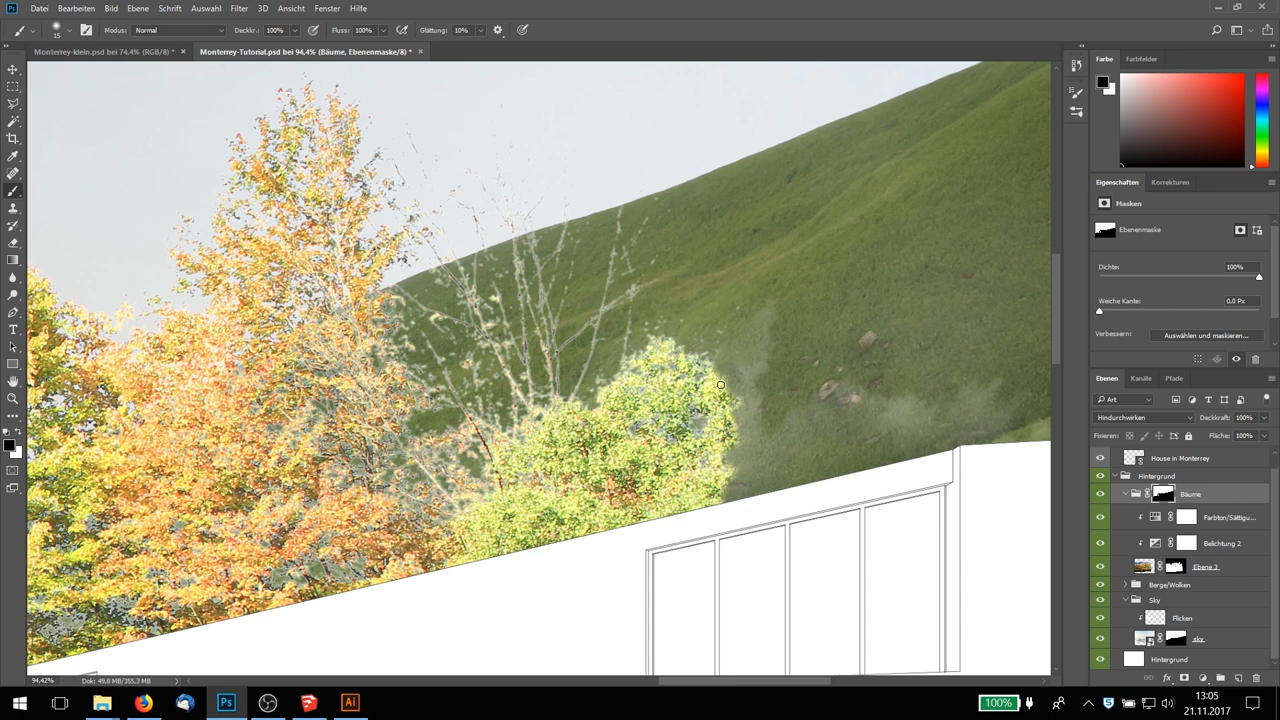 Datei Bearbeiten Bild Ebene Schrift Auswahl Filter 3D Ansicht Fenster Hilfe
15 Modus: Normal Deckkr.: 100% Fluss: 100% Glättung: 10%
Monterrey-klein.psd bei 74,4% (RGB/8) * × Monterrey-Tutorial.psd bei 94,4% (Bäume, Ebenenmaske/8) * ×
Farbe Farbfelder
Eigenschaften Korrekturen
Masken
Ebenenmaske
Dichte: 100%
Weiche Kante: 0,0 Px
Verbessern: Auswählen und maskieren...
Ebenen Kanäle Pfade
Art
Hindurchwirken Deckkraft: 100%
Fixieren: Fläche: 100%
House in Monterrey
Hintergrund
Bäume
Farbton/Sättigu...
Belichtung 2
Ebene 3
Berge/Wolken
Sky
Flicken
sky
Hintergrund
94,42% Dok: 49,8 MB/355,3 MB
Ps Ai 100% 13:05
21.11.2017